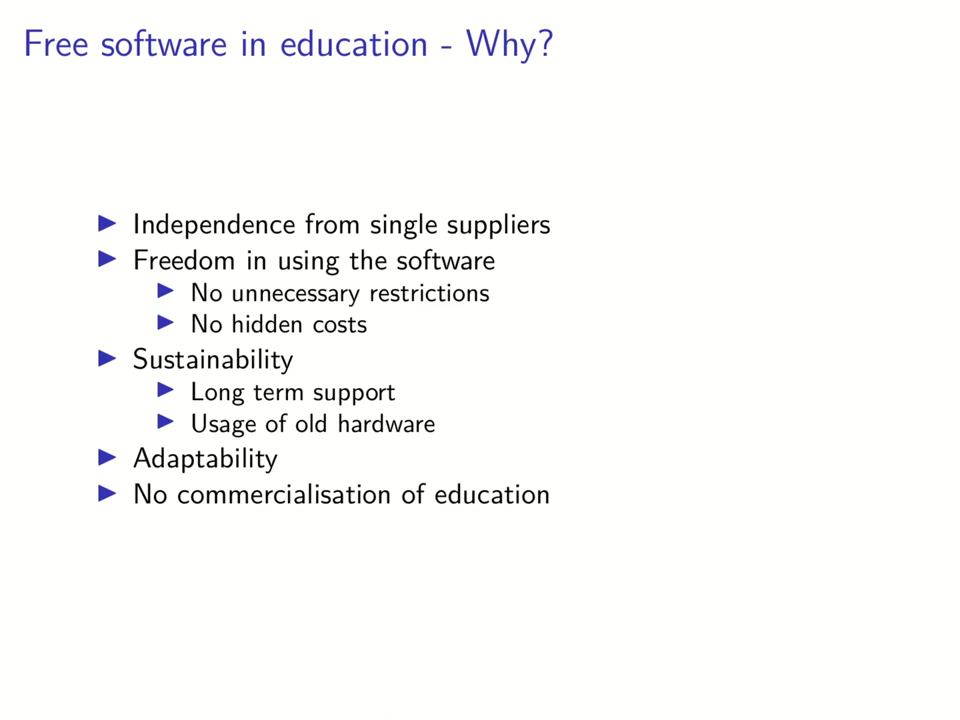 Free software in education - Why?
Independence from single suppliers
Freedom in using the software
No unnecessary restrictions
No hidden costs
Sustainability
Long term support
Usage of old hardware
Adaptability
No commercialisation of education